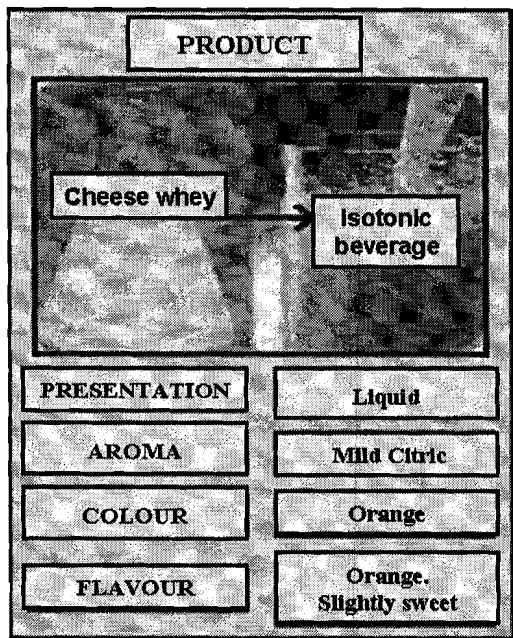 PRODUCT
Cheese whey
Isotonic
beverage
PRESENTATION
Liquid
AROMA
Mild Citric
COLOUR
Orange
FLAVOUR
Orange.
Slightly sweet